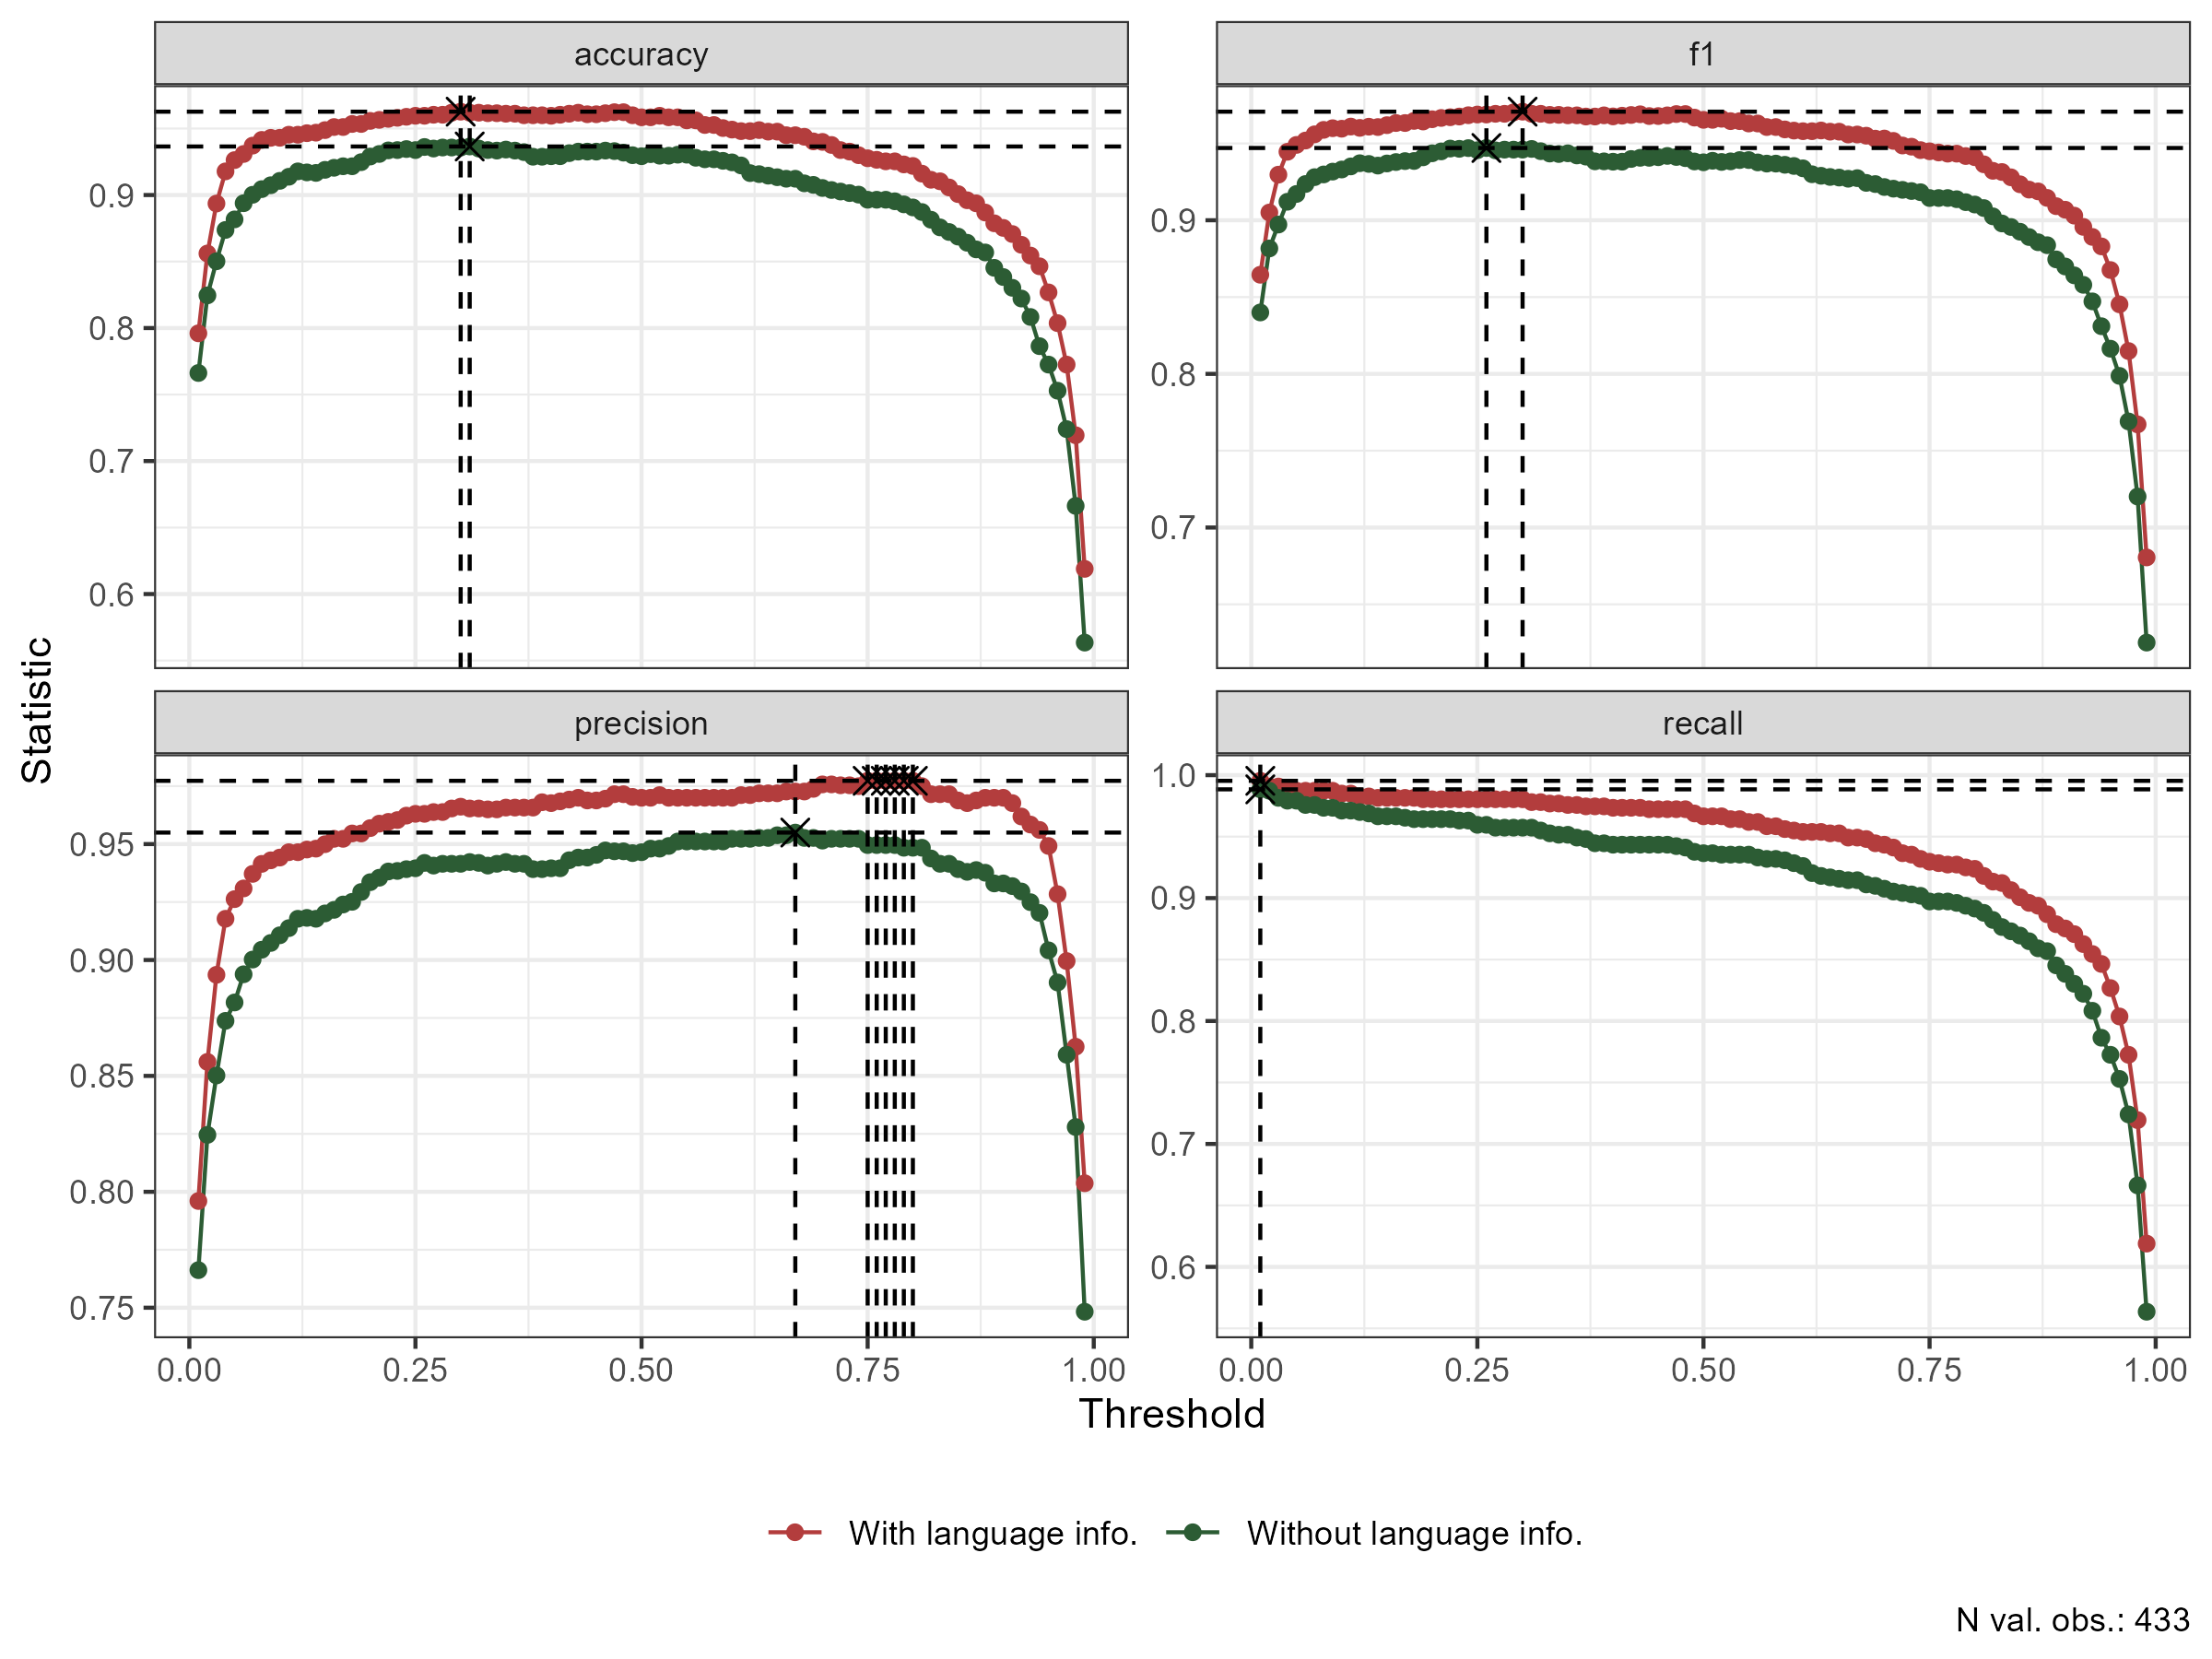 accuracy
f1
0.9
0.8
0.7
0.6
0.9
0.8
0.7
Statistic
precision
recall
0.95
0.90
0.85
0.80
0.75
1.0
0.9
0.8
0.7
0.6
0.00 0.25 0.50 0.75 1.00
0.00 0.25 0.50 0.75 1.00
Threshold
With language info. Without language info.
N val. obs.: 433